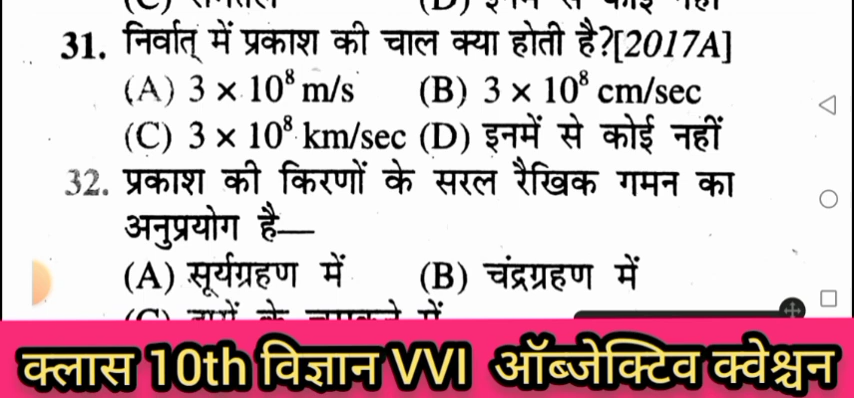 31. निर्वात् में प्रकाश की चाल क्या होती है?[2017A]
(A) 3 × 10⁸ m/s (B) 3 × 10⁸ cm/sec
(C) 3 × 10⁸ km/sec (D) इनमें से कोई नहीं
32. प्रकाश की किरणों के सरल रैखिक गमन का
अनुप्रयोग है—
(A) सूर्यग्रहण में (B) चंद्रग्रहण में
क्लास 10th विज्ञान VVI ऑब्जेक्टिव क्वेश्चन